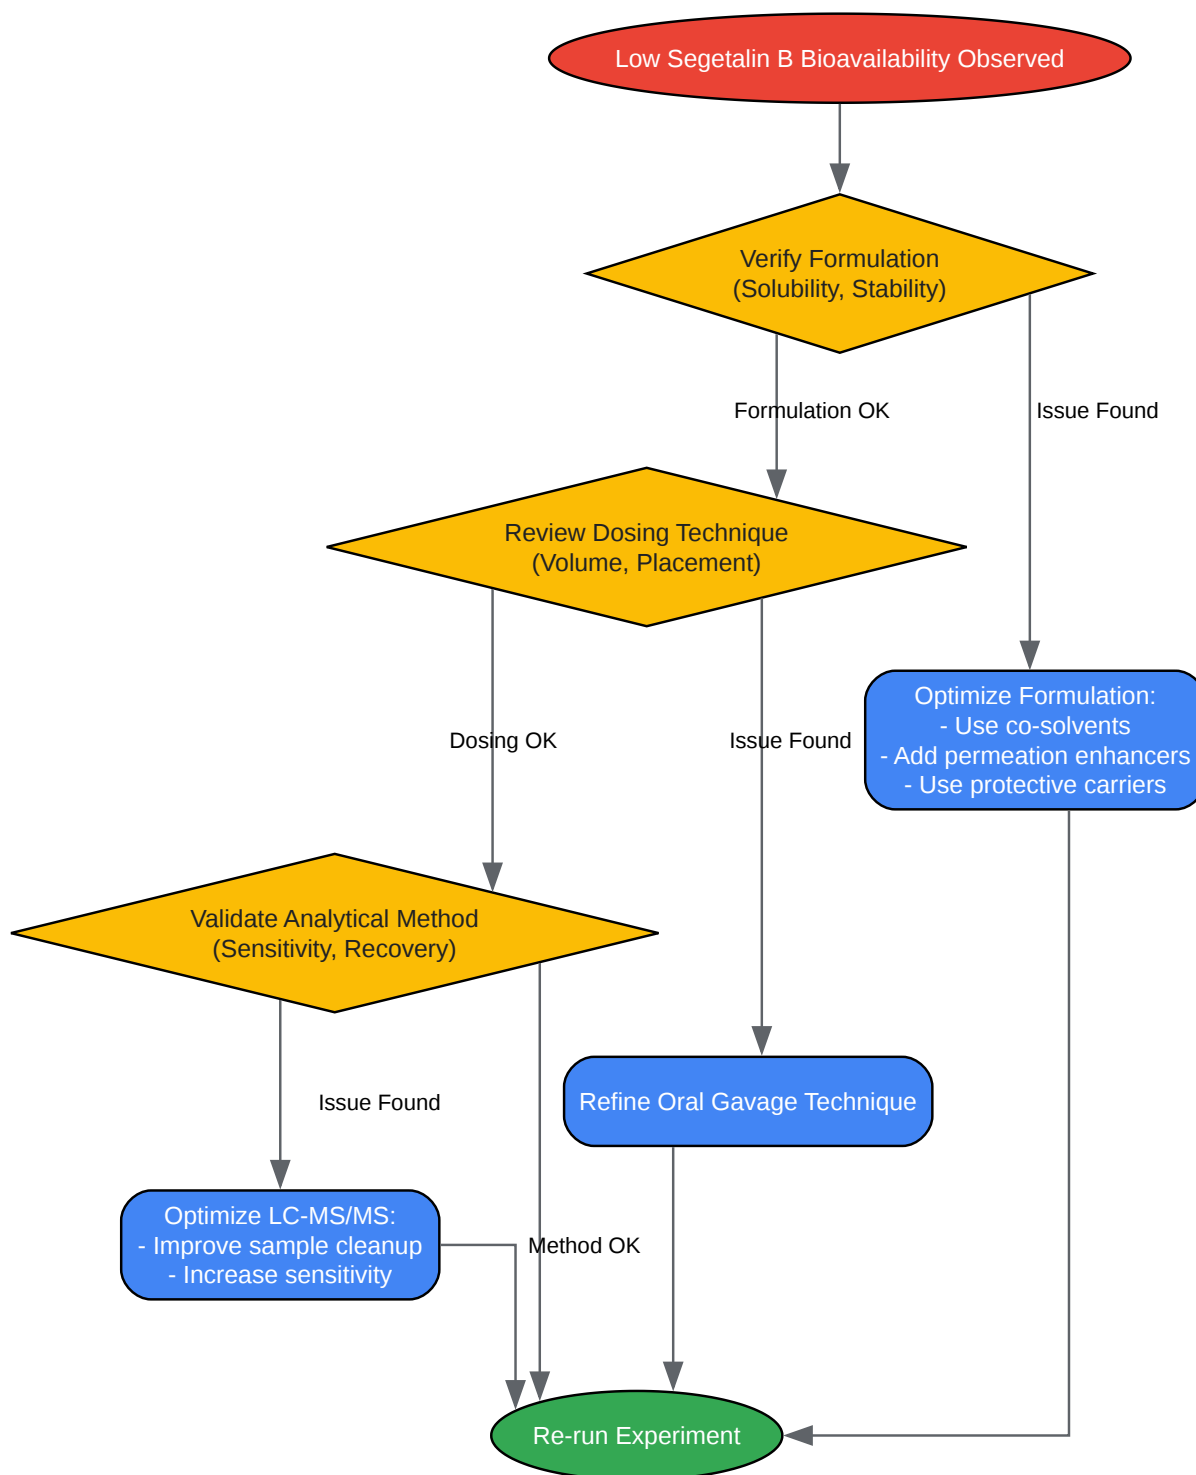 Low Segetalin B Bioavailability Observed
Verify Formulation
(Solubility, Stability)
Formulation OK
Issue Found
Review Dosing Technique
(Volume, Placement)
Optimize Formulation:
- Use co-solvents
- Add permeation enhancers
- Use protective carriers
Dosing OK
Issue Found
Validate Analytical Method
(Sensitivity, Recovery)
Issue Found
Refine Oral Gavage Technique
Optimize LC-MS/MS:
- Improve sample cleanup
- Increase sensitivity
Method OK
Re-run Experiment